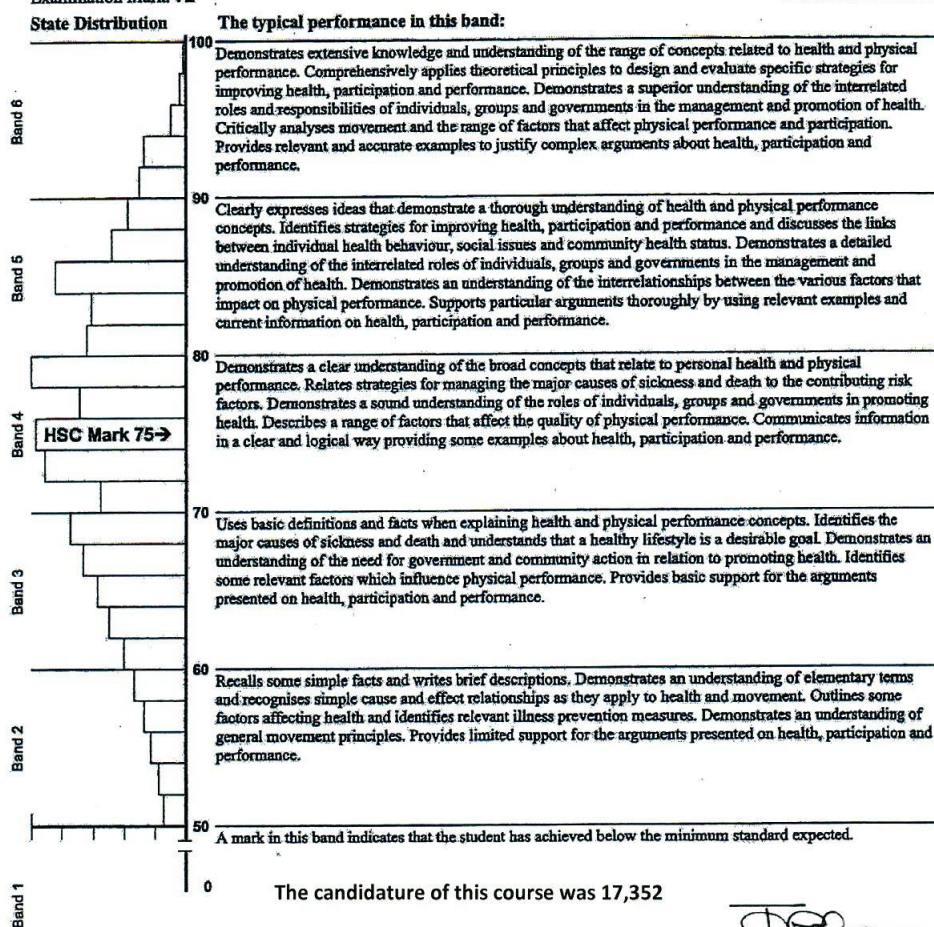 State Distribution
The typical performance in this band:
100
Demonstrates extensive knowledge and understanding of the range of concepts related to health and physical
performance. Comprehensively applies theoretical principles to design and evaluate specific strategies for
improving health, participation and performance. Demonstrates a superior understanding of the interrelated
roles and responsibilities of individuals, groups and governments in the management and promotion of health.
Critically analyses movement and the range of factors that affect physical performance and participation.
Provides relevant and accurate examples to justify complex arguments about health, participation and
performance.
Band 6
90
Clearly expresses ideas that demonstrate a thorough understanding of health and physical performance
concepts. Identifies strategies for improving health, participation and performance and discusses the links
between individual health behaviour, social issues and community health status. Demonstrates a detailed
understanding of the interrelated roles of individuals, groups and governments in the management and
promotion of health. Demonstrates an understanding of the interrelationships between the various factors that
impact on physical performance. Supports particular arguments thoroughly by using relevant examples and
current information on health, participation and performance.
Band 5
80
Demonstrates a clear understanding of the broad concepts that relate to personal health and physical
performance. Relates strategies for managing the major causes of sickness and death to the contributing risk
factors. Demonstrates a sound understanding of the roles of individuals, groups and governments in promoting
health. Describes a range of factors that affect the quality of physical performance. Communicates information
in a clear and logical way providing some examples about health, participation and performance.
Band 4
HSC Mark 75→
70
Uses basic definitions and facts when explaining health and physical performance concepts. Identifies the
major causes of sickness and death and understands that a healthy lifestyle is a desirable goal. Demonstrates an
understanding of the need for government and community action in relation to promoting health. Identifies
some relevant factors which influence physical performance. Provides basic support for the arguments
presented on health, participation and performance.
Band 3
60
Recalls some simple facts and writes brief descriptions. Demonstrates an understanding of elementary terms
and recognises simple cause and effect relationships as they apply to health and movement. Outlines some
factors affecting health and identifies relevant illness prevention measures. Demonstrates an understanding of
general movement principles. Provides limited support for the arguments presented on health, participation and
performance.
Band 2
50
A mark in this band indicates that the student has achieved below the minimum standard expected.
0
The candidature of this course was 17,352
Band 1